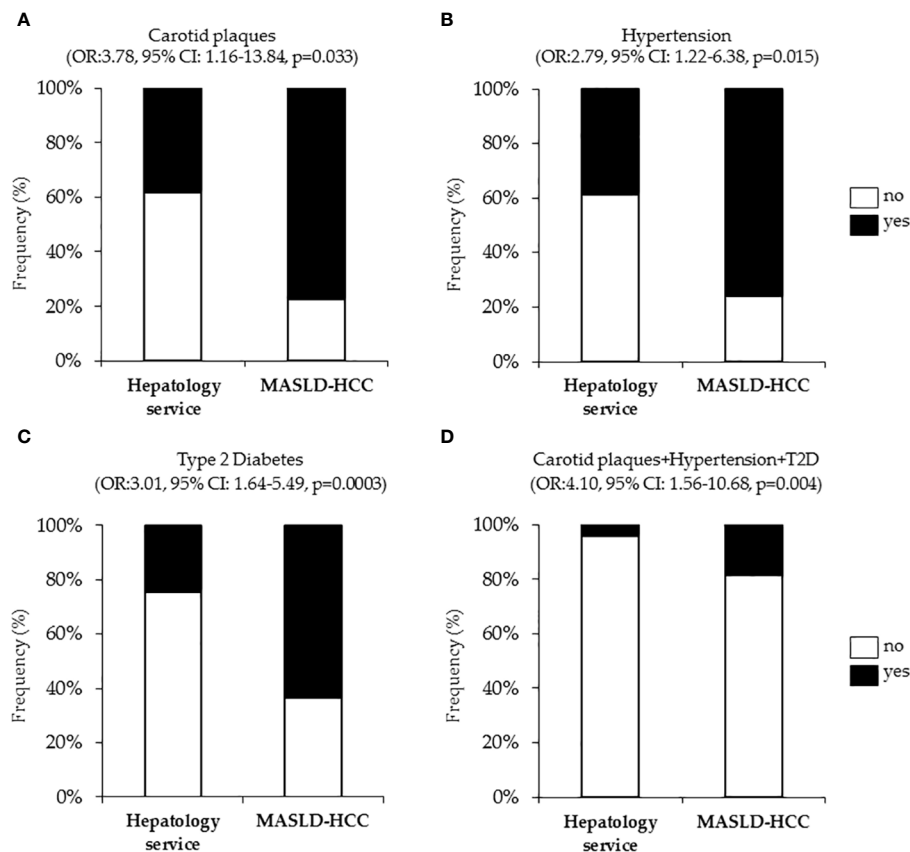 A
Carotid plaques
(OR:3.78, 95% CI: 1.16-13.84, p=0.033)
100%
80%
60%
40%
20%
0%
Frequency (%)
Hepatology
service
MASLD-HCC
B
Hypertension
(OR:2.79, 95% CI: 1.22-6.38, p=0.015)
100%
80%
60%
40%
20%
0%
Frequency (%)
Hepatology
service
MASLD-HCC
no
yes
C
Type 2 Diabetes
(OR:3.01, 95% CI: 1.64-5.49, p=0.0003)
100%
80%
60%
40%
20%
0%
Frequency (%)
Hepatology
service
MASLD-HCC
D
Carotid plaques+Hypertension+T2D
(OR:4.10, 95% CI: 1.56-10.68, p=0.004)
100%
80%
60%
40%
20%
0%
Frequency (%)
Hepatology
service
MASLD-HCC
no
yes